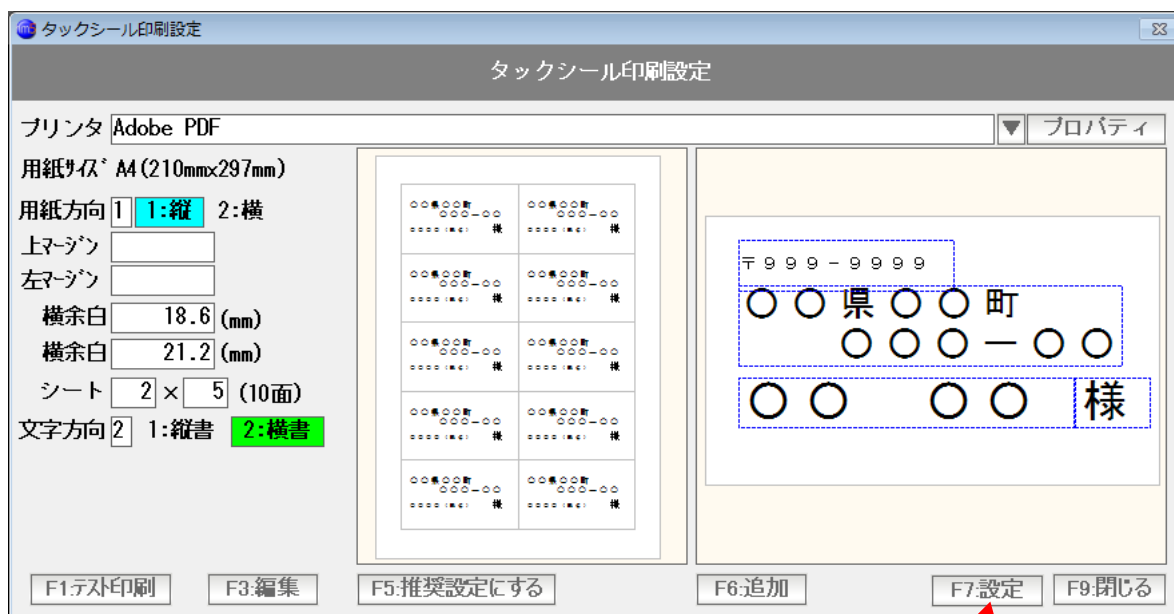 タックシール印刷設定
タックシール印刷設定
プリンタ Adobe PDF ▼ プロパティ
用紙サイズ A4(210mmx297mm)
用紙方向 1 1:縦 2:横
上マージン
左マージン
横余白 18.6 (mm)
横余白 21.2 (mm)
シート 2 × 5 (10面)
文字方向 2 1:縦書 2:横書
○○県○○町 ○○○県○○町
○○○−○○ ○○○−○○
様 様
〒999-9999
○○県○○町
○○○−○○
○○ ○○ 様
F1:テスト印刷 F3:編集 F5:推奨設定にする F6:追加 F7:設定 F9:閉じる